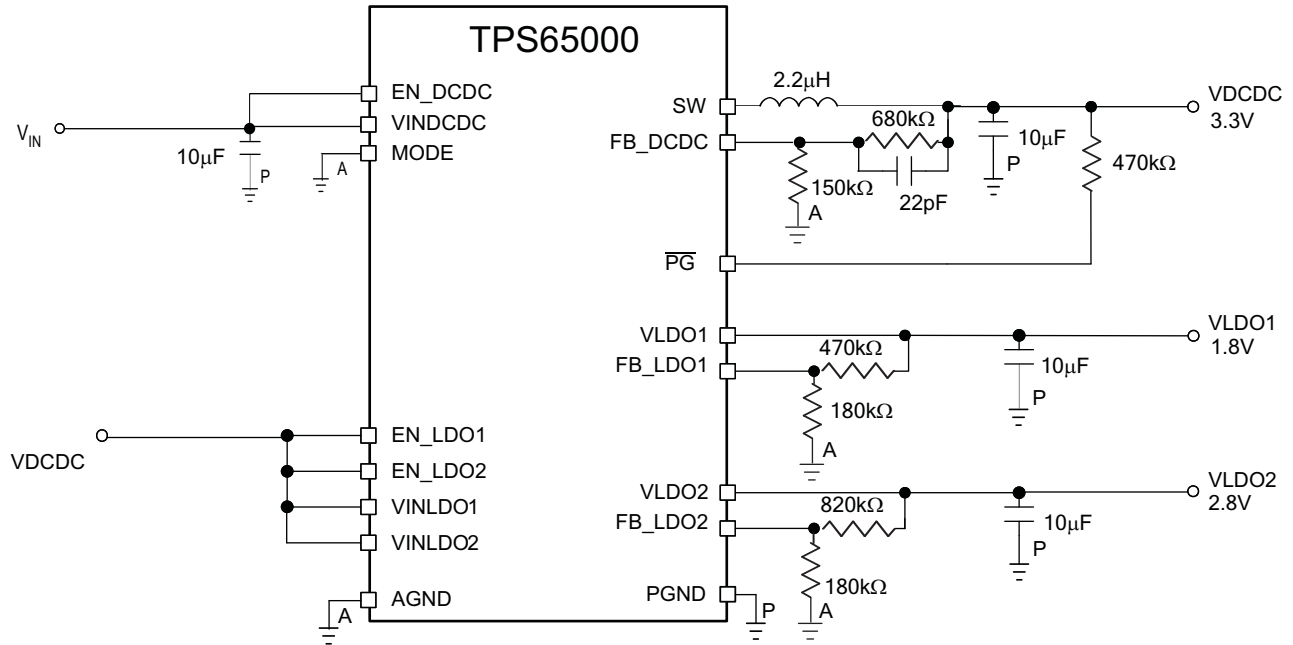 TPS65000
EN_DCDC
VINDCDC
MODE
VIN
10μF
P
A
SW
FB_DCDC
2.2μH
680kΩ
22pF
150kΩ
A
10μF
P
470kΩ
VDCDC
3.3V
PG
VLDO1
FB_LDO1
470kΩ
180kΩ
A
10μF
P
VLDO1
1.8V
VDCDC
EN_LDO1
EN_LDO2
VINLDO1
VINLDO2
AGND
A
VLDO2
FB_LDO2
820kΩ
180kΩ
A
10μF
P
VLDO2
2.8V
PGND
P